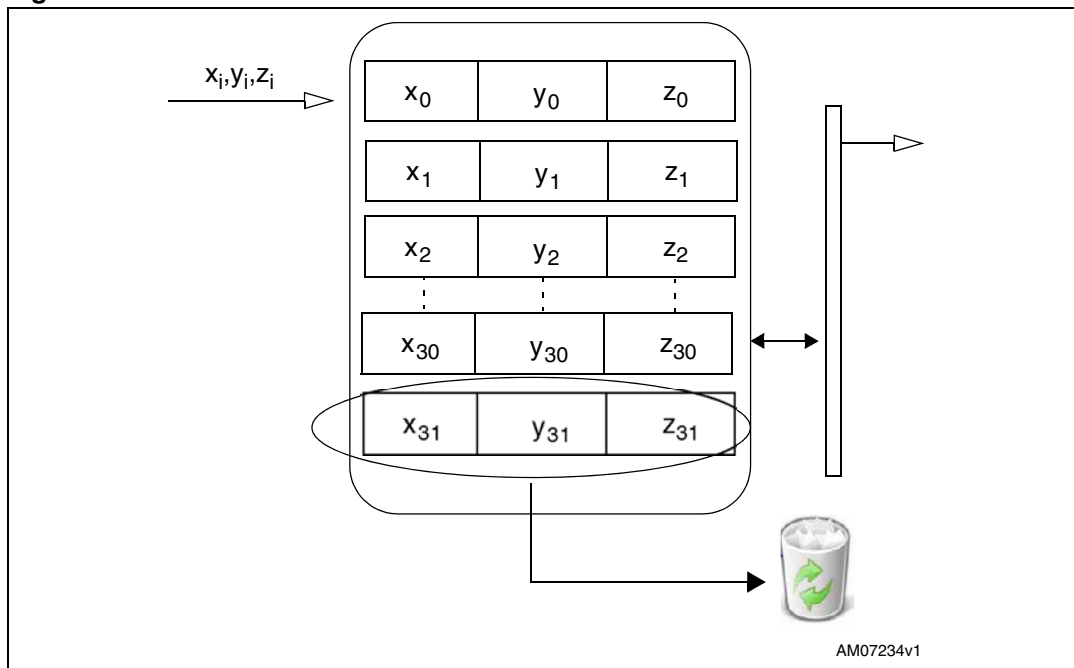 xi,yi,zi
x0 y0 z0
x1 y1 z1
x2 y2 z2
x30 y30 z30
x31 y31 z31
AM07234v1